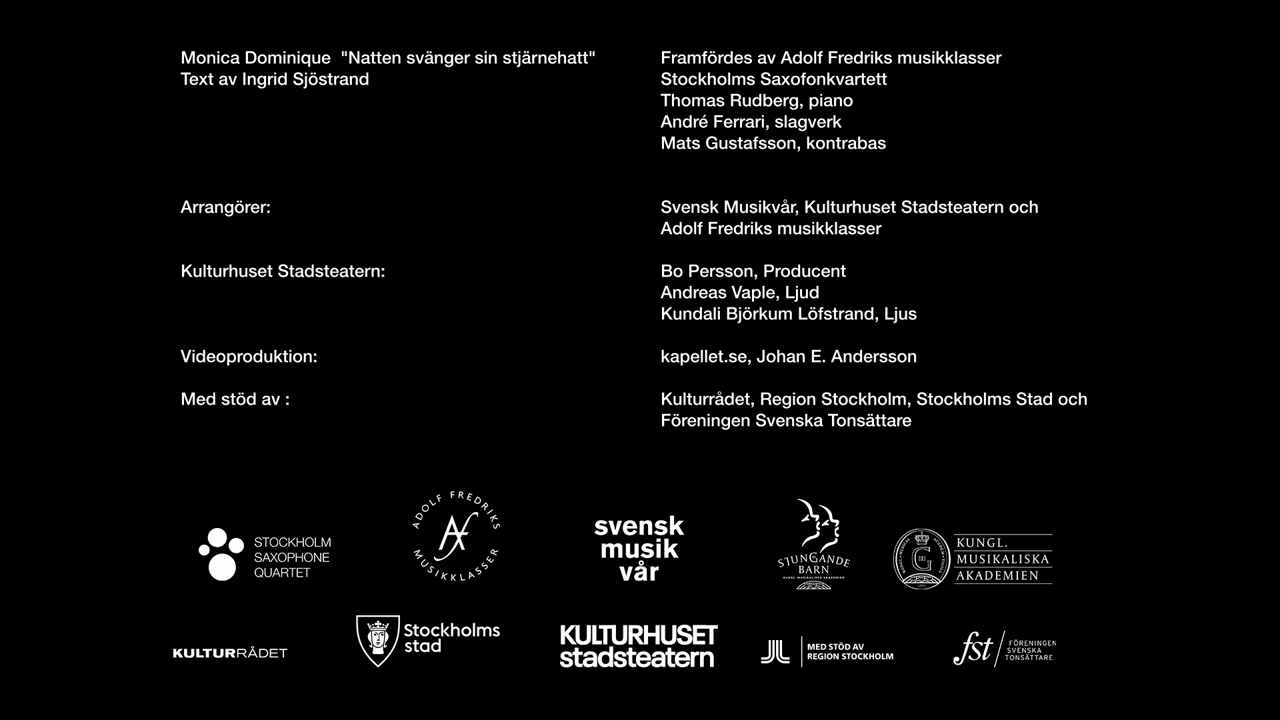 Monica Dominique "Natten svänger sin stjärnehatt"
Text av Ingrid Sjöstrand
Framfördes av Adolf Fredriks musikklasser
Stockholms Saxofonkvartett
Thomas Rudberg, piano
André Ferrari, slagverk
Mats Gustafsson, kontrabas
Arrangörer:
Svensk Musikvår, Kulturhuset Stadsteatern och
Adolf Fredriks musikklasser
Kulturhuset Stadsteatern:
Bo Persson, Producent
Andreas Vaple, Ljud
Kundali Björkum Löfstrand, Ljus
Videoproduktion:
kapellet.se, Johan E. Andersson
Med stöd av :
Kulturrådet, Region Stockholm, Stockholms Stad och
Föreningen Svenska Tonsättare
STOCKHOLM
SAXOPHONE
QUARTET
ADOLF FREDRIKS
AF
MUSIKKLASSER
svensk
musik
vår
SJUNGANDE
BARN
KUNGL. MUSIKALISKA AKADEMIEN
G
KUNGL.
MUSIKALISKA
AKADEMIEN
KULTURRÅDET
Stockholms
stad
KULTURHUSET
stadsteatern
MED STÖD AV
REGION STOCKHOLM
fst
FÖRENINGEN
SVENSKA
TONSÄTTARE